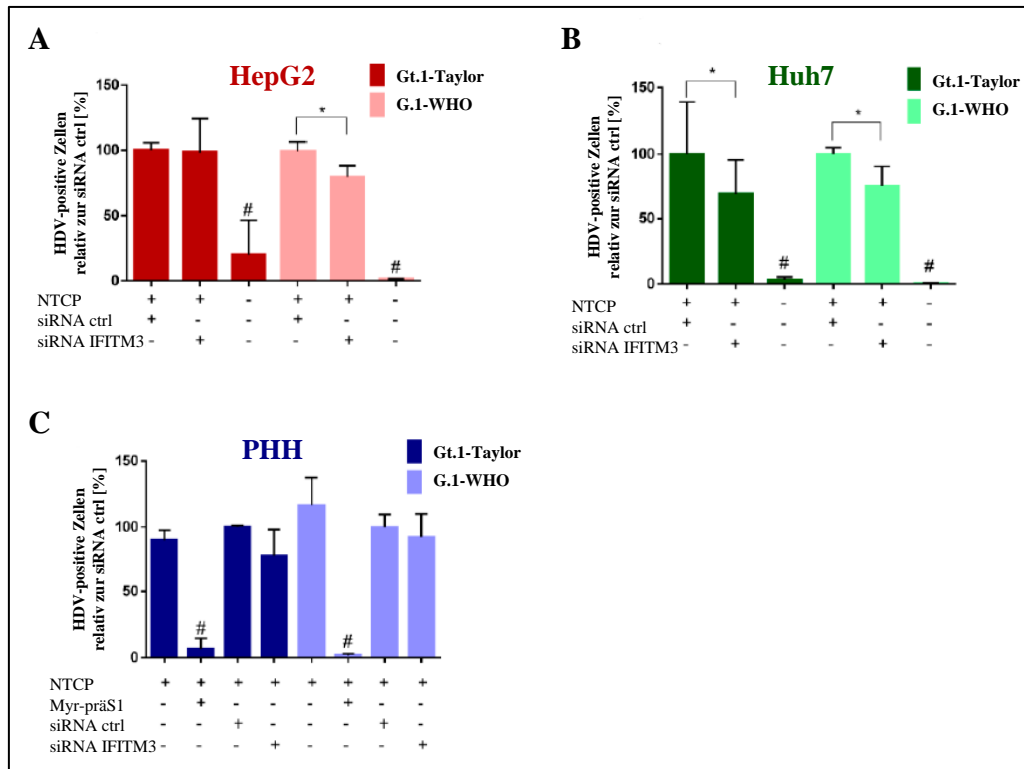 A
HepG2
Gt.1-Taylor
G.1-WHO
HDV-positive Zellen
relativ zur siRNA ctrl [%]
150
100
50
0
*
#
#
NTCP + + - + + -
siRNA ctrl + - - + - -
siRNA IFITM3 - + - - + -
B
Huh7
Gt.1-Taylor
G.1-WHO
HDV-positive Zellen
relativ zur siRNA ctrl [%]
150
100
50
0
*
*
#
#
NTCP + + - + + -
siRNA ctrl + - - + - -
siRNA IFITM3 - + - - + -
C
PHH
Gt.1-Taylor
G.1-WHO
HDV-positive Zellen
relativ zur siRNA ctrl [%]
150
100
50
0
#
#
NTCP + + + + + + + +
Myr-präS1 - + - - - + - -
siRNA ctrl - - + - - - + -
siRNA IFITM3 - - - + - - - +